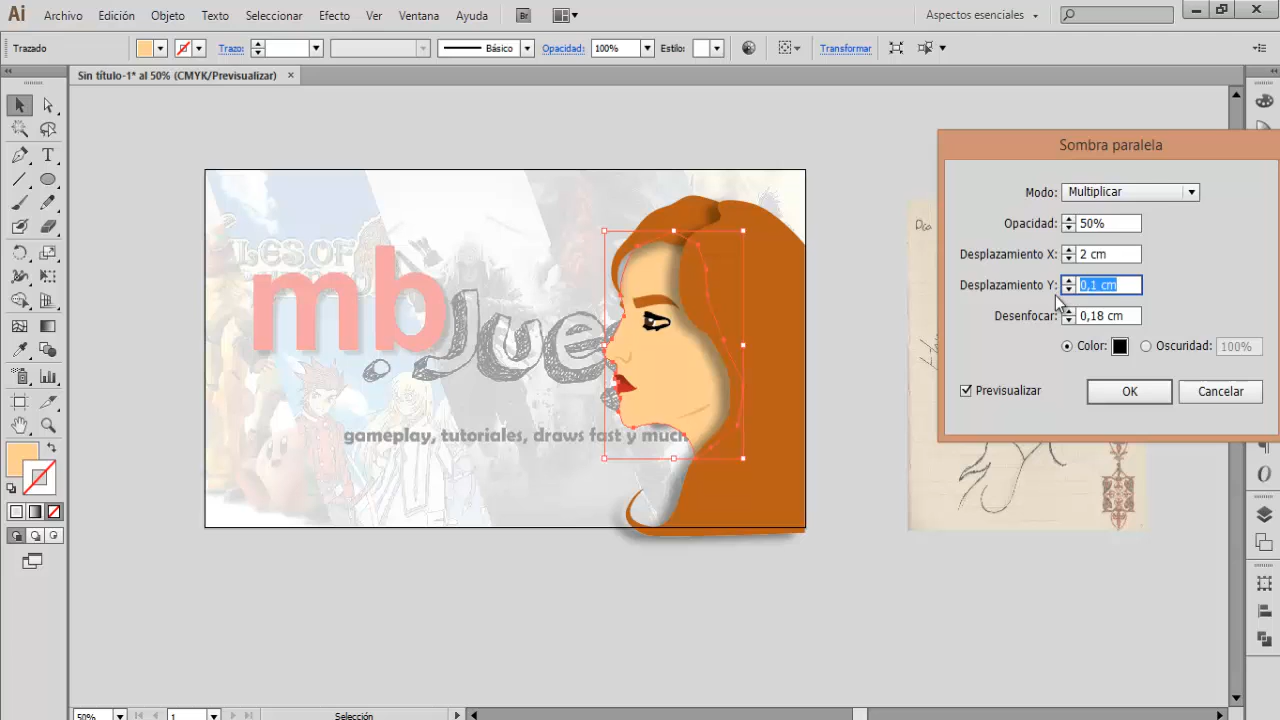 Ai Archivo Edición Objeto Texto Seleccionar Efecto Ver Ventana Ayuda Br Aspectos esenciales
Trazado Trazo: Básico Opacidad: 100% Estilo: Transformar
Sin título-1* al 50% (CMYK/Previsualizar) ×
Sombra paralela
Modo: Multiplicar
Opacidad: 50%
Desplazamiento X: 2 cm
Desplazamiento Y: 0,1 cm
Desenfocar: 0,18 cm
Color: Oscuridad: 100%
Previsualizar OK Cancelar
TALES OF
mb Jue
gameplay, tutoriales, draws fast y much
50% 1 Selección